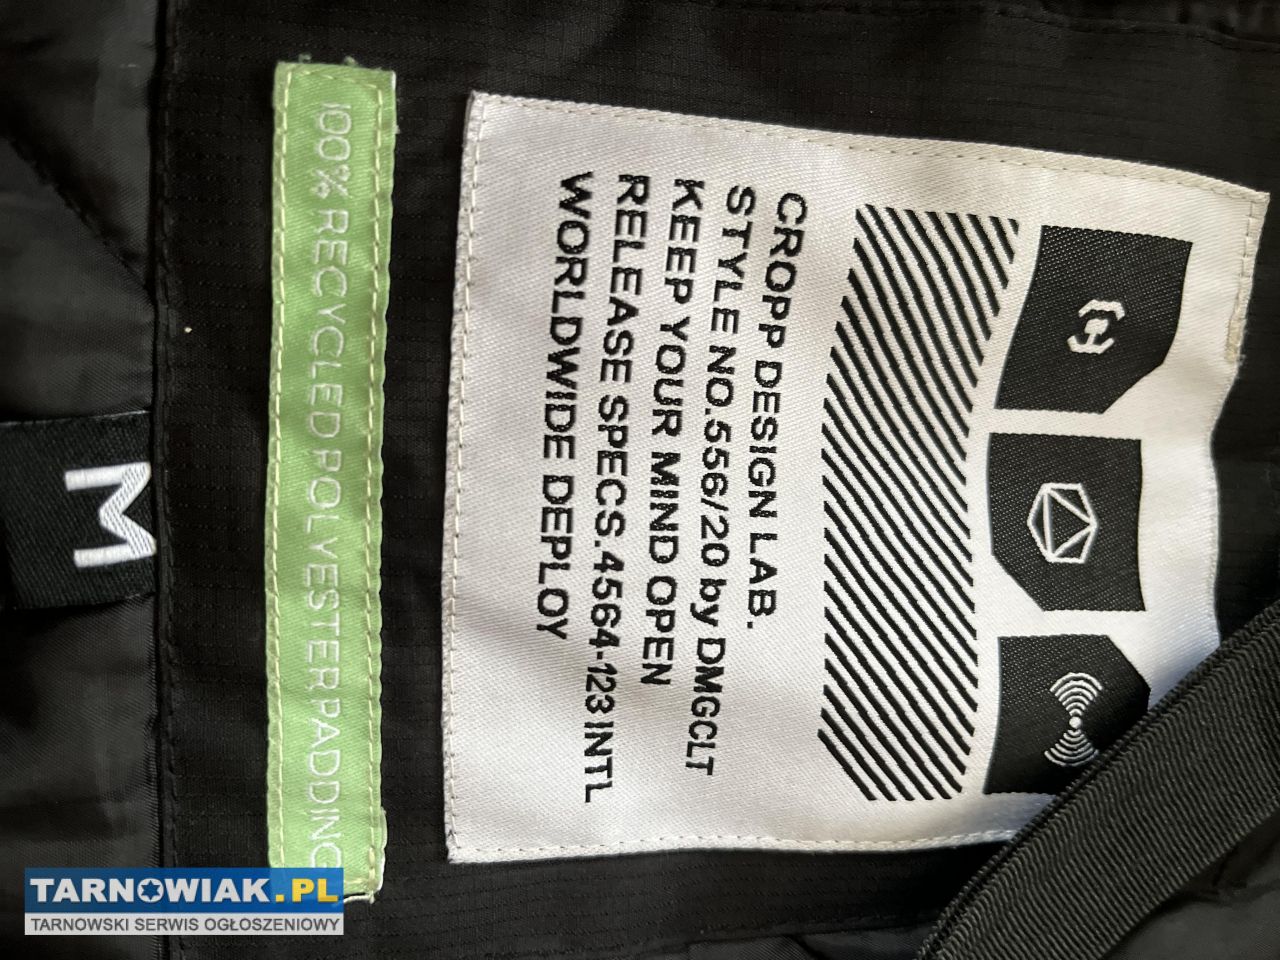 CROPP DESIGN LAB.
STYLE NO.556/20 by DMGCLT
KEEP YOUR MIND OPEN
RELEASE SPECS.4564-123 INTL
WORLDWIDE DEPLOY
100% RECYCLED POLYESTER PADDING
M
TARNOWIAK.PL
TARNOWSKI SERWIS OGŁOSZENIOWY